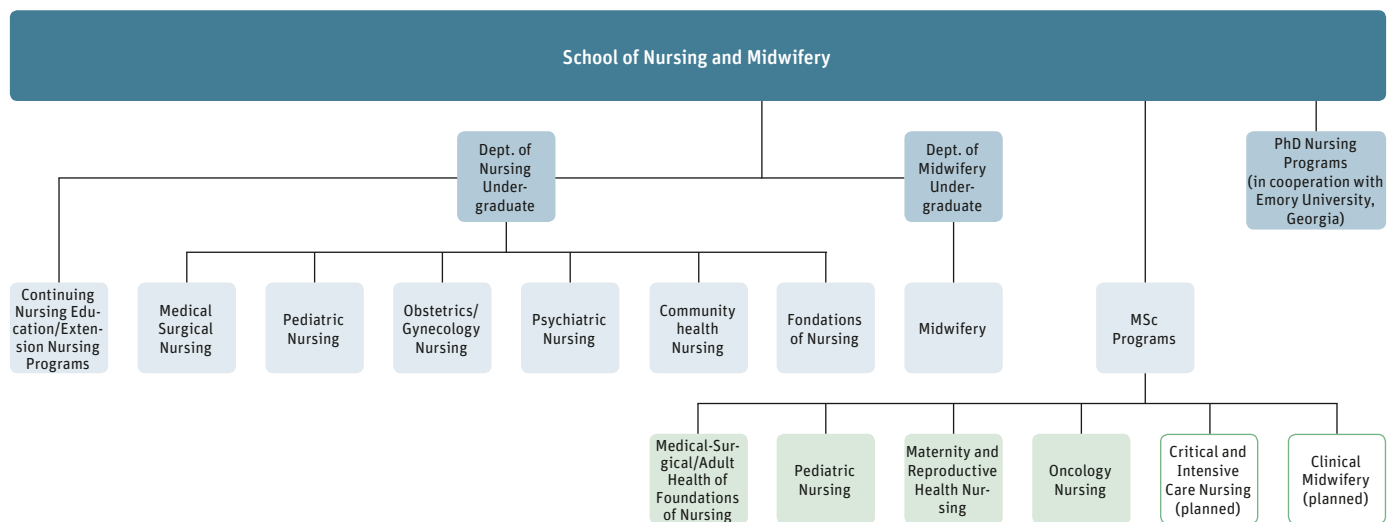 School of Nursing and Midwifery
Dept. of
Nursing
Under-
graduate
Dept. of
Midwifery
Under-
graduate
PhD Nursing
Programs
(in cooperation with
Emory University,
Georgia)
Continuing
Nursing Edu-
cation/Exten-
sion Nursing
Programs
Medical
Surgical
Nursing
Pediatric
Nursing
Obstetrics/
Gynecology
Nursing
Psychiatric
Nursing
Community
health
Nursing
Fondations
of Nursing
Midwifery
MSc
Programs
Medical-Sur-
gical/Adult
Health of
Foundations
of Nursing
Pediatric
Nursing
Maternity and
Reproductive
Health Nur-
sing
Oncology
Nursing
Critical and
Intensive
Care Nursing
(planned)
Clinical
Midwifery
(planned)